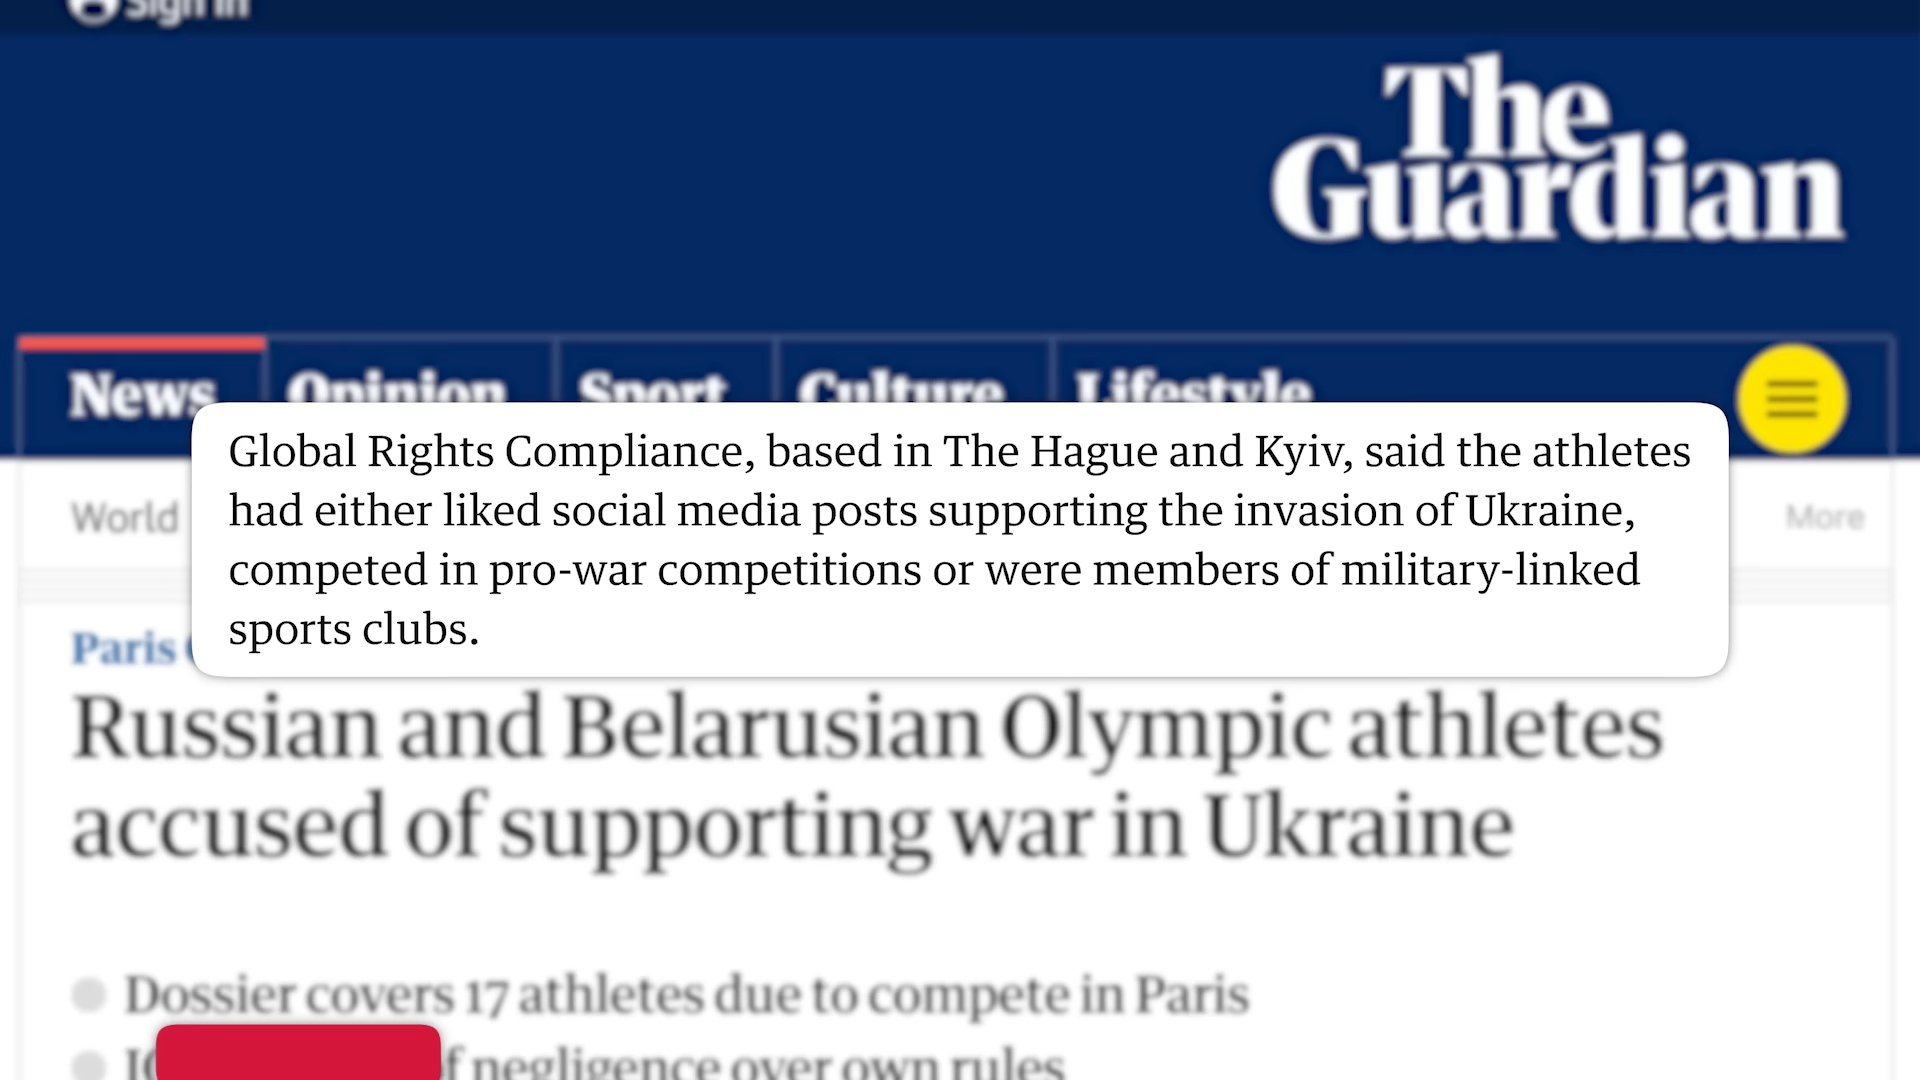 Sign in
The
Guardian
News Opinion Sport Culture Lifestyle
Global Rights Compliance, based in The Hague and Kyiv, said the athletes
had either liked social media posts supporting the invasion of Ukraine,
competed in pro-war competitions or were members of military-linked
sports clubs.
World More
Paris
Russian and Belarusian Olympic athletes
accused of supporting war in Ukraine
Dossier covers 17 athletes due to compete in Paris
negligence over own rules